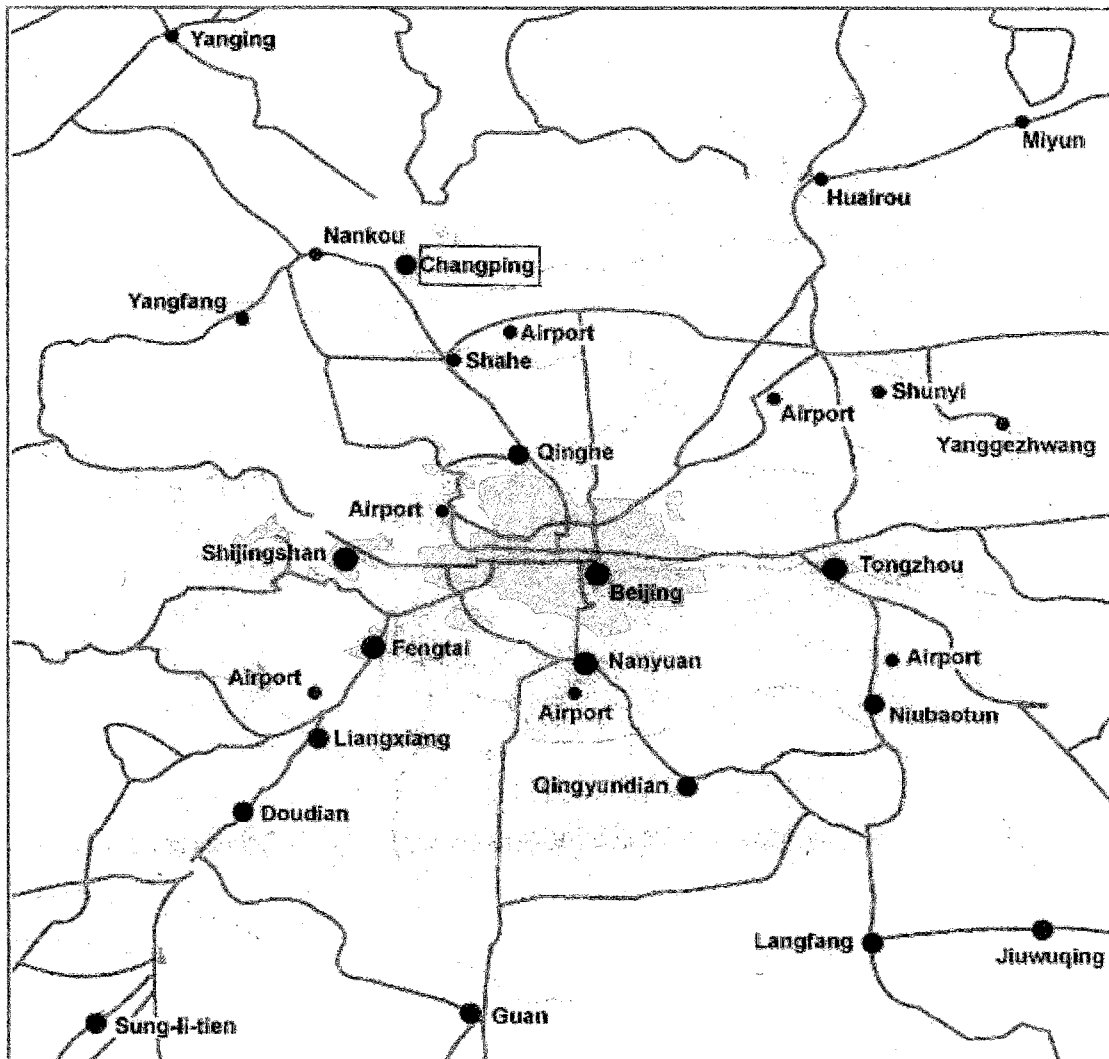 Yanging
Miyun
Huairou
Nankou
Changping
Yangfang
Airport
Shahe
Shunyi
Airport
Yanggezhwang
Qinghe
Airport
Shijingshan
Tongzhou
Beijing
Fengtai
Nanyuan
Airport
Airport
Airport
Niubaotun
Liangxiang
Qingyundian
Doudian
Langfang
Jiuwuqing
Guan
Sung-li-tien